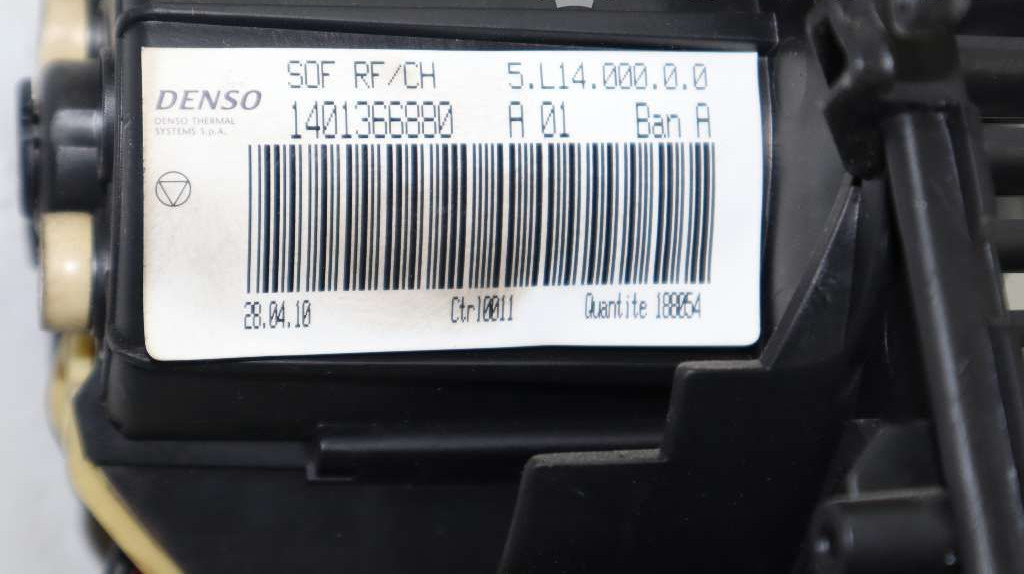 SOF RF/CH 5.L14.000.0.0
DENSO
DENSO THERMAL
SYSTEMS S.p.A.
1401366880 A 01 Ban A
28.04.10 Ctrl0011 Quantite 188054